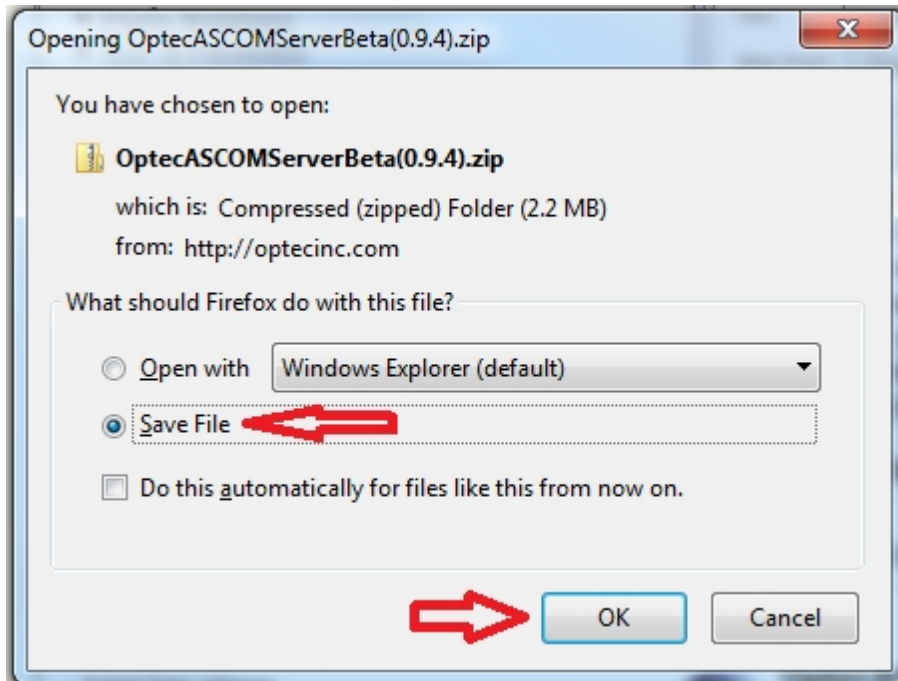 Opening OptecASCOMServerBeta(0.9.4).zip
You have chosen to open:
OptecASCOMServerBeta(0.9.4).zip
which is: Compressed (zipped) Folder (2.2 MB)
from: http://optecinc.com
What should Firefox do with this file?
Open with Windows Explorer (default)
Save File
Do this automatically for files like this from now on.
OK Cancel